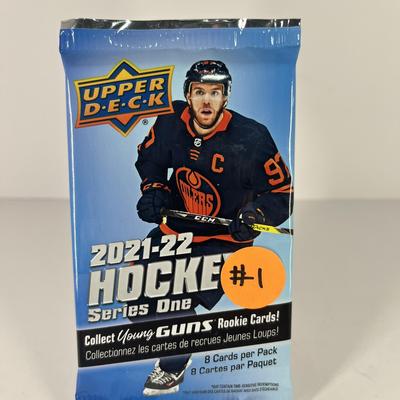 UPPER
D·E·C·K
®
C
97
OILERS
CCM
2021-22
HOCKE
#1
Series One
Collect Young GUNS Rookie Cards!
Collectionnez les cartes de recrues Jeunes Loups!
8 Cards per Pack
8 Cartes par Paquet